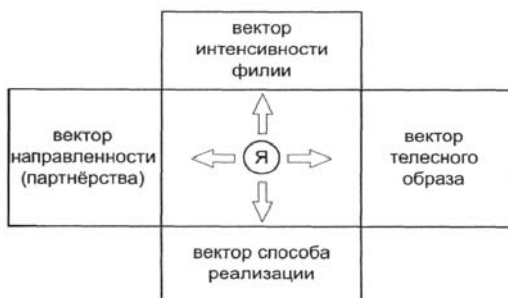 вектор
интенсивности
филии
вектор
направленности
(партнёрства)
Я
вектор
телесного
образа
вектор способа
реализации